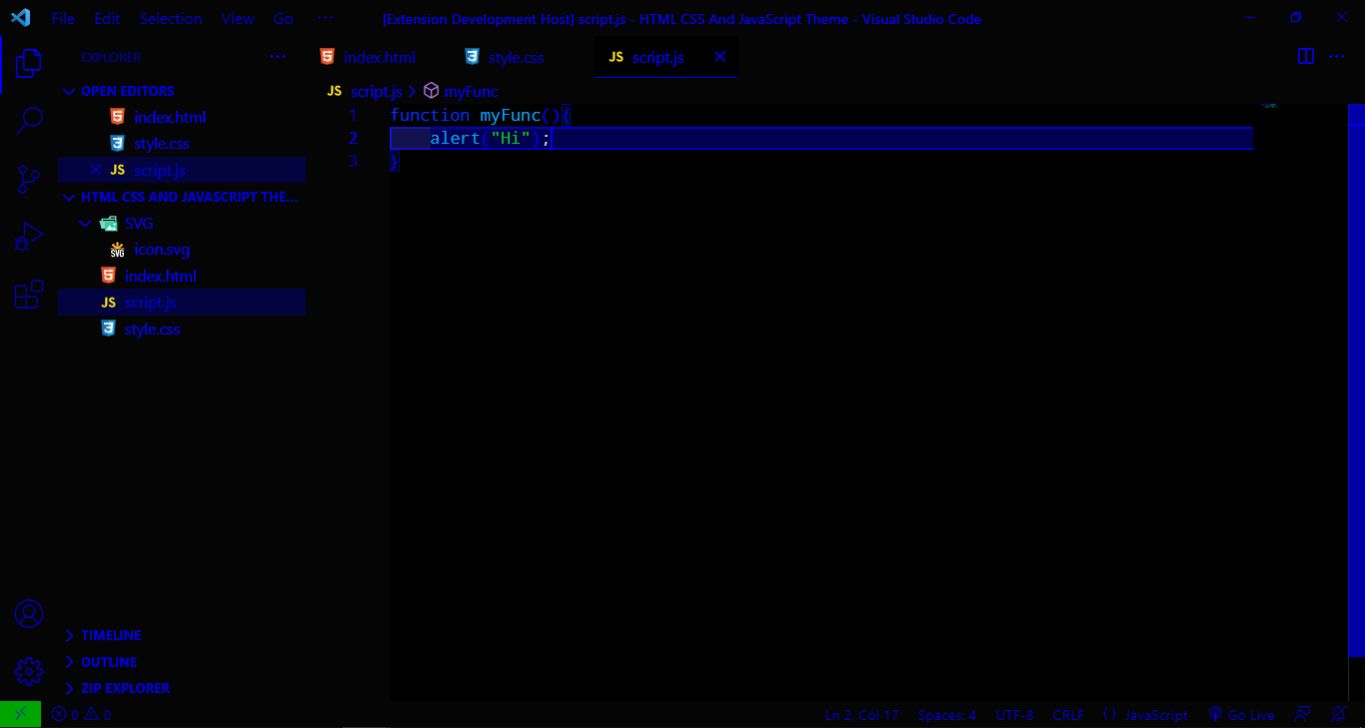 File Edit Selection View Go ··· [Extension Development Host] script.js - HTML CSS And JavaScript Theme - Visual Studio Code
EXPLORER ···
index.html style.css JS script.js
OPEN EDITORS
index.html
style.css
JS script.js
HTML CSS AND JAVASCRIPT THE...
SVG
SVG icon.svg
index.html
JS script.js
style.css
TIMELINE
OUTLINE
ZIP EXPLORER
JS script.js > myFunc
1 function myFunc(){
2 alert("Hi");
3 }
0 0 Ln 2, Col 17 Spaces: 4 UTF-8 CRLF {} JavaScript Go Live